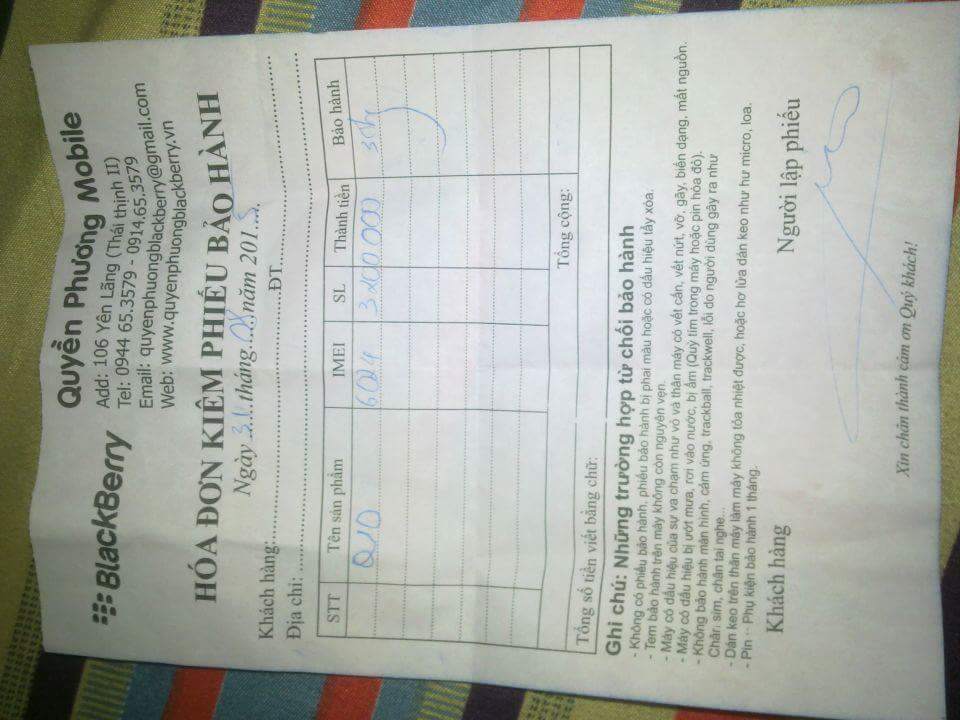 BlackBerry
Quyền Phương Mobile
Add: 106 Yên Lãng (Thái thịnh II)
Tel: 0944 65.3579 - 0914.65.3579
Email: quyenphuongblackberry@gmail.com
Web: www.quyenphuongblackberry.vn
HÓA ĐƠN KIÊM PHIẾU BẢO HÀNH
Ngày 31 tháng 08 năm 2015
Khách hàng:..........ĐT..........
Địa chỉ:..........
STT Tên sản phẩm IMEI SL Thành tiền Bảo hành
Q10 6024 3200000
Tổng cộng:
Tổng số tiền viết bằng chữ:
Ghi chú: Những trường hợp từ chối bảo hành
- Không có phiếu bảo hành, phiếu bảo hành bị phai màu hoặc có dấu hiệu tẩy xóa.
- Tem bảo hành trên máy không còn nguyên vẹn.
- Máy có dấu hiệu của sự va chạm như vỏ và thân máy có vết cấn, vết nứt, vỡ, gãy, biến dạng, mất nguồn.
- Máy có dấu hiệu bị ướt mưa, rơi vào nước, bị ẩm (Quỳ tím trong máy hoặc pin hóa đỏ).
- Không bảo hành màn hình, cảm ứng, trackball, trackwell, lỗi do người dùng gây ra như
Chân sim, chân tai nghe...
- Dán keo trên thân máy làm máy không tỏa nhiệt được, hoặc hơ lửa dán keo như hư micro, loa.
- Pin - Phụ kiện bảo hành 1 tháng.
Khách hàng Người lập phiếu
Xin chân thành cảm ơn Quý khách!